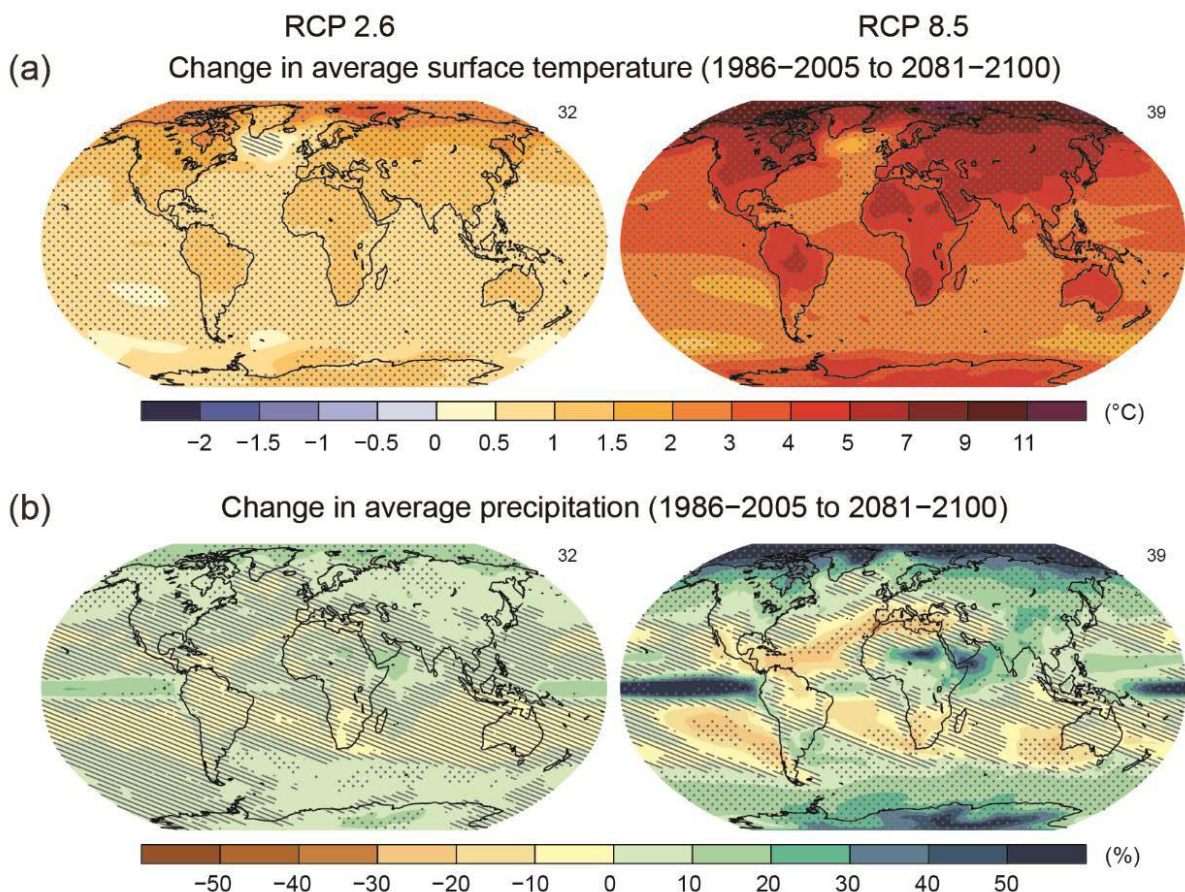 RCP 2.6
RCP 8.5
(a)
Change in average surface temperature (1986−2005 to 2081−2100)
32
39
(°C)
−2 −1.5 −1 −0.5 0 0.5 1 1.5 2 3 4 5 7 9 11
(b)
Change in average precipitation (1986−2005 to 2081−2100)
32
39
(%)
−50 −40 −30 −20 −10 0 10 20 30 40 50